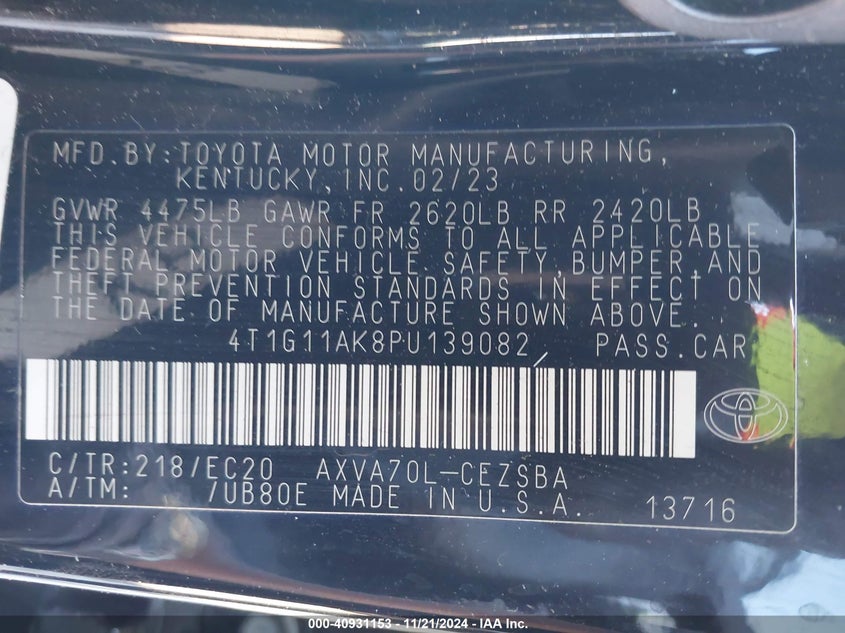 MFD.BY:TOYOTA MOTOR MANUFACTURING,
KENTUCKY,INC.02/23
GVWR 4475LB GAWR FR 2620LB RR 2420LB
THIS VEHICLE CONFORMS TO ALL APPLICABLE
FEDERAL MOTOR VEHICLE SAFETY,BUMPER,AND
THEFT PREVENTION STANDARDS IN EFFECT ON
THE DATE OF MANUFACTURE SHOWN ABOVE.
4T1G11AK8PU139082, PASS.CAR
C/TR:218/EC20 AXVA70L-CEZSBA
A/TM: /UB80E MADE IN U.S.A. 13716
000-40931153 - 11/21/2024 - IAA Inc.